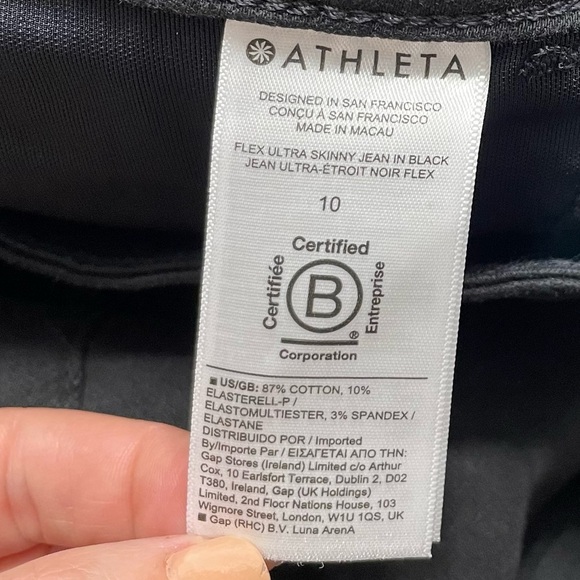 ATHLETA
DESIGNED IN SAN FRANCISCO
CONÇU À SAN FRANCISCO
MADE IN MACAU
FLEX ULTRA SKINNY JEAN IN BLACK
JEAN ULTRA-ÉTROIT NOIR FLEX
10
Certified
Certifiée
B
Entreprise
®
Corporation
US/GB: 87% COTTON, 10%
ELASTERELL-P /
ELASTOMULTIESTER, 3% SPANDEX /
ELASTANE
DISTRIBUIDO POR / Imported
By/Importe Par / ΕΙΣΑΓΕΤΑΙ ΑΠΟ ΤΗΝ:
Gap Stores (Ireland) Limited c/o Arthur
Cox, 10 Earlsfort Terrace, Dublin 2, D02
T380, Ireland, Gap (UK Holdings)
Limited, 2nd Floor Nations House, 103
Wigmore Street, London, W1U 1QS, UK
Gap (RHC) B.V. Luna ArenA